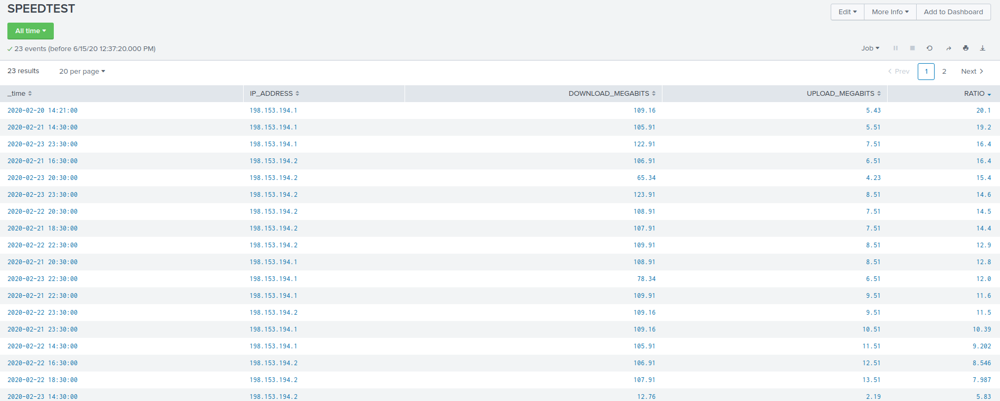 SPEEDTEST
Edit More Info Add to Dashboard
All time
23 events (before 6/15/20 12:37:20.000 PM)
Job
23 results 20 per page Prev 1 2 Next
_time IP_ADDRESS DOWNLOAD_MEGABITS UPLOAD_MEGABITS RATIO
2020-02-20 14:21:00 198.153.194.1 109.16 5.43 20.1
2020-02-21 14:30:00 198.153.194.1 105.91 5.51 19.2
2020-02-23 23:30:00 198.153.194.1 122.91 7.51 16.4
2020-02-21 16:30:00 198.153.194.2 106.91 6.51 16.4
2020-02-23 20:30:00 198.153.194.2 65.34 4.23 15.4
2020-02-23 23:30:00 198.153.194.2 123.91 8.51 14.6
2020-02-22 20:30:00 198.153.194.2 108.91 7.51 14.5
2020-02-21 18:30:00 198.153.194.2 107.91 7.51 14.4
2020-02-22 22:30:00 198.153.194.2 109.91 8.51 12.9
2020-02-21 20:30:00 198.153.194.1 108.91 8.51 12.8
2020-02-23 22:30:00 198.153.194.1 78.34 6.51 12.0
2020-02-21 22:30:00 198.153.194.1 109.91 9.51 11.6
2020-02-22 23:30:00 198.153.194.2 109.16 9.51 11.5
2020-02-21 23:30:00 198.153.194.1 109.16 10.51 10.39
2020-02-22 14:30:00 198.153.194.1 105.91 11.51 9.202
2020-02-22 16:30:00 198.153.194.2 106.91 12.51 8.546
2020-02-22 18:30:00 198.153.194.2 107.91 13.51 7.987
2020-02-23 14:30:00 198.153.194.2 12.76 2.19 5.83